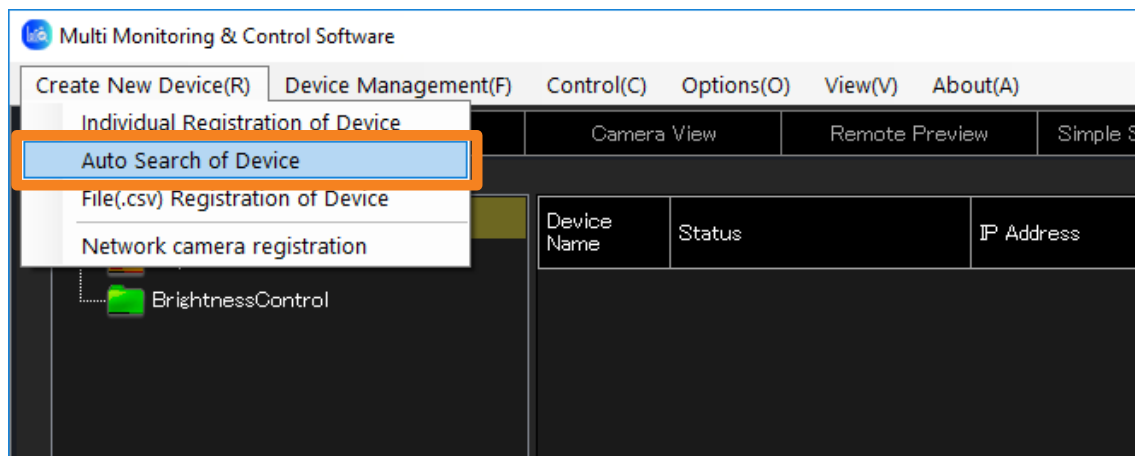 Multi Monitoring & Control Software
Create New Device(R) Device Management(F) Control(C) Options(O) View(V) About(A)
Individual Registration of Device
Camera View Remote Preview Simple S
Auto Search of Device
File(.csv) Registration of Device
Device Name Status IP Address
Network camera registration
BrightnessControl